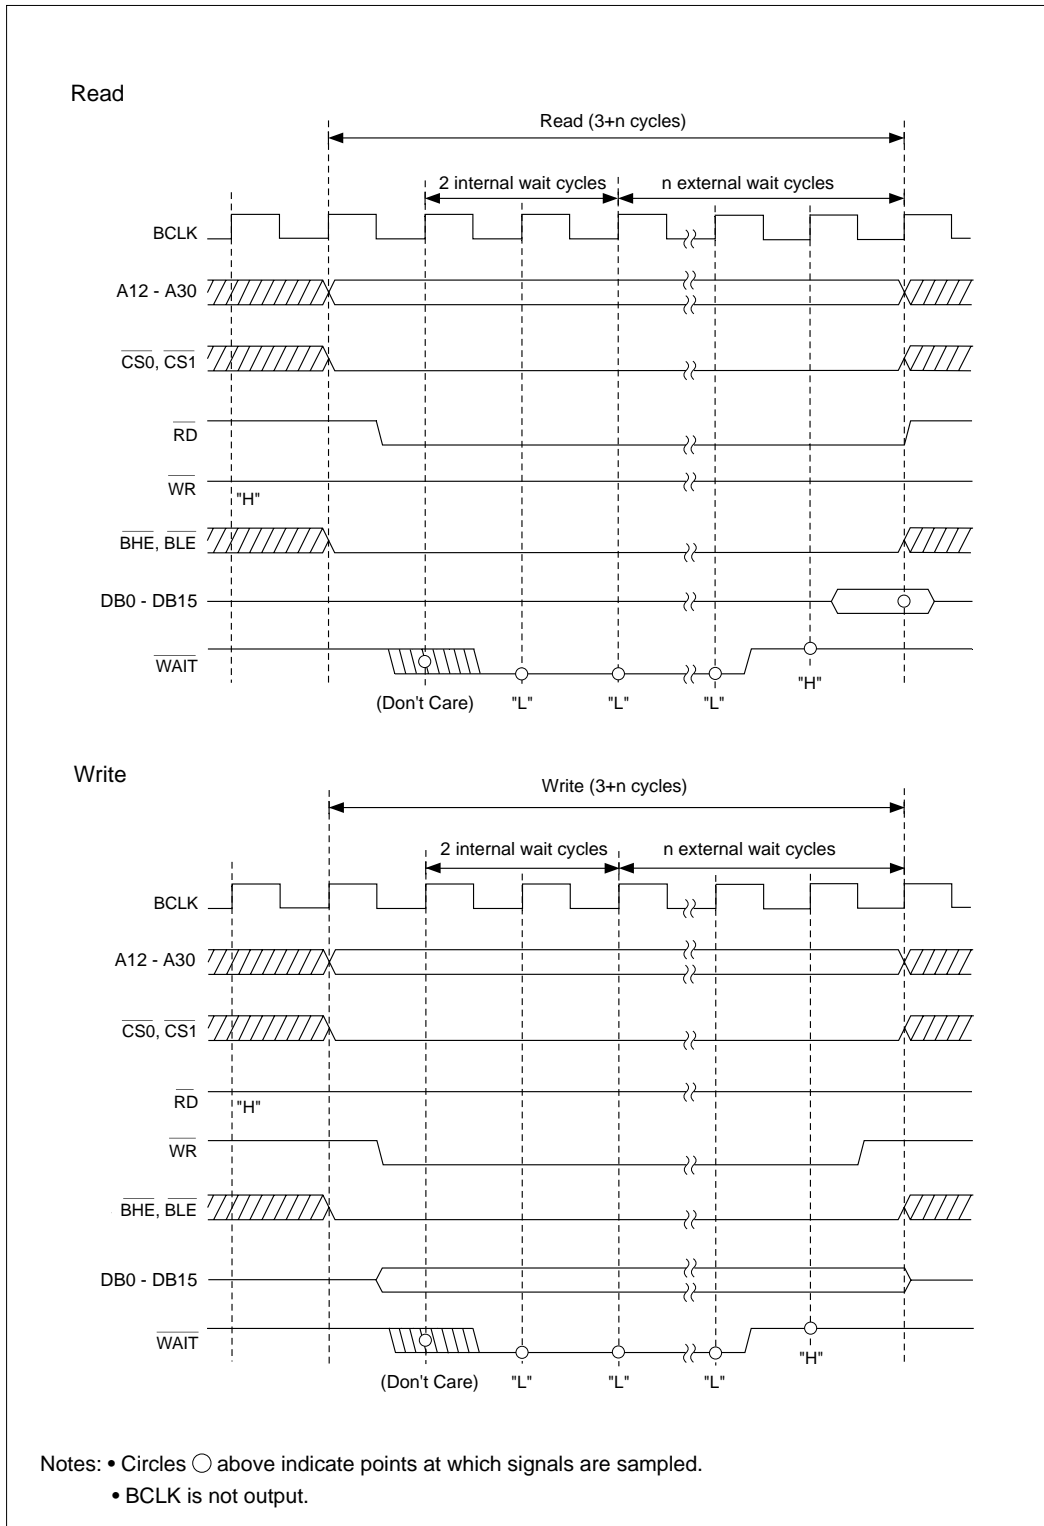 Read
Read (3+n cycles)
2 internal wait cycles
n external wait cycles
BCLK
A12 - A30
CS0, CS1
RD
WR
"H"
BHE, BLE
DB0 - DB15
WAIT
(Don't Care)
"L"
"L"
"L"
"H"
Write
Write (3+n cycles)
2 internal wait cycles
n external wait cycles
BCLK
A12 - A30
CS0, CS1
RD
"H"
WR
BHE, BLE
DB0 - DB15
WAIT
(Don't Care)
"L"
"L"
"L"
"H"
Notes: • Circles ○ above indicate points at which signals are sampled.
• BCLK is not output.